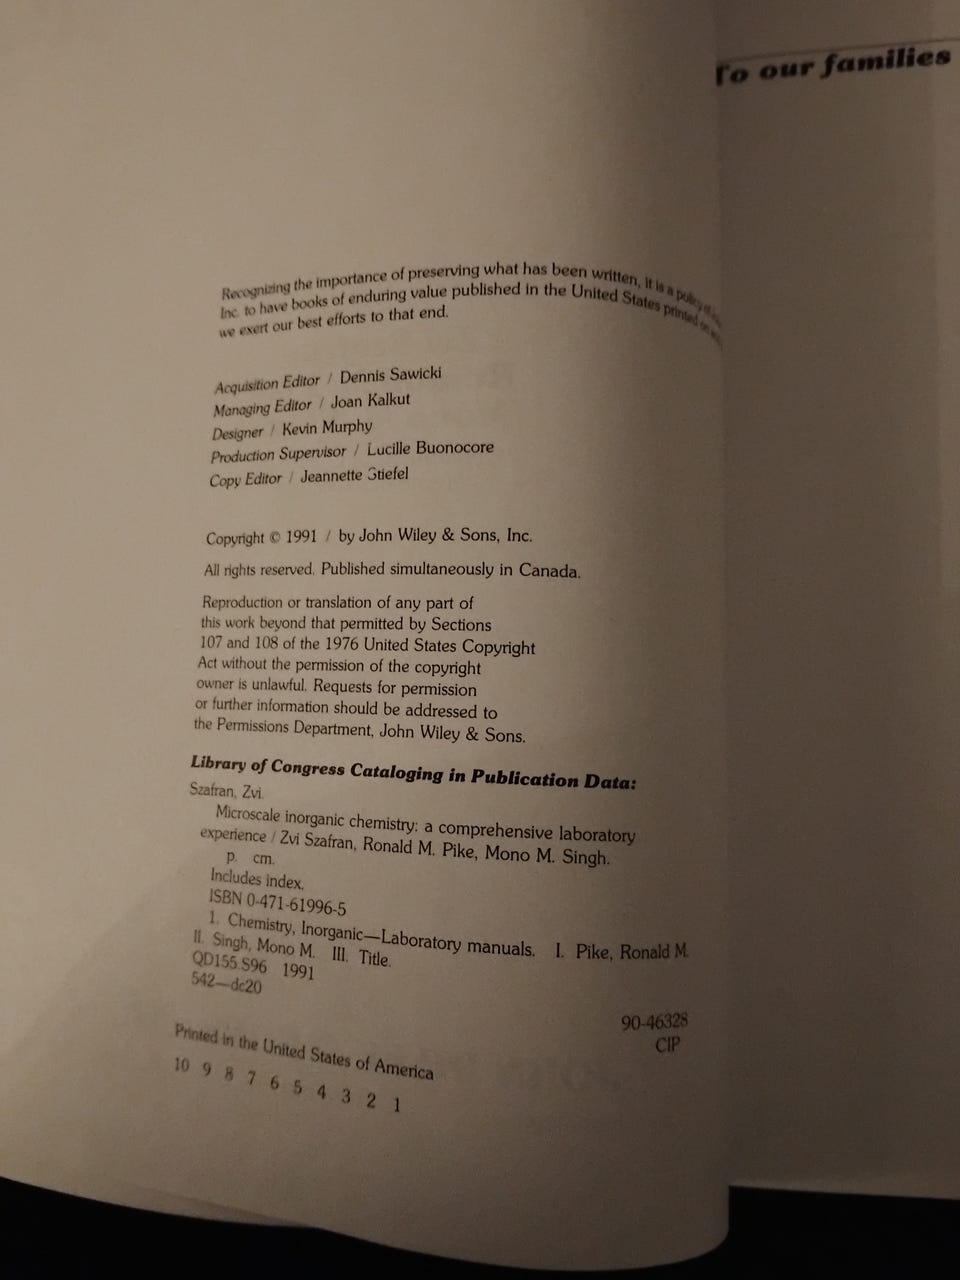 Recognizing the importance of preserving what has been written, it is a policy of
Inc. to have books of enduring value published in the United States printed on
we exert our best efforts to that end.
Acquisition Editor / Dennis Sawicki
Managing Editor / Joan Kalkut
Designer / Kevin Murphy
Production Supervisor / Lucille Buonocore
Copy Editor / Jeannette Stiefel
Copyright © 1991 / by John Wiley & Sons, Inc.
All rights reserved. Published simultaneously in Canada.
Reproduction or translation of any part of
this work beyond that permitted by Sections
107 and 108 of the 1976 United States Copyright
Act without the permission of the copyright
owner is unlawful. Requests for permission
or further information should be addressed to
the Permissions Department, John Wiley & Sons.
Library of Congress Cataloging in Publication Data:
Szafran, Zvi.
Microscale inorganic chemistry: a comprehensive laboratory
experience / Zvi Szafran, Ronald M. Pike, Mono M. Singh.
p. cm.
Includes index.
ISBN 0-471-61996-5
1. Chemistry, Inorganic—Laboratory manuals. I. Pike, Ronald M.
II. Singh, Mono M. III. Title.
QD155.S96 1991
542—dc20
90-46328
CIP
Printed in the United States of America
10 9 8 7 6 5 4 3 2 1
To our families